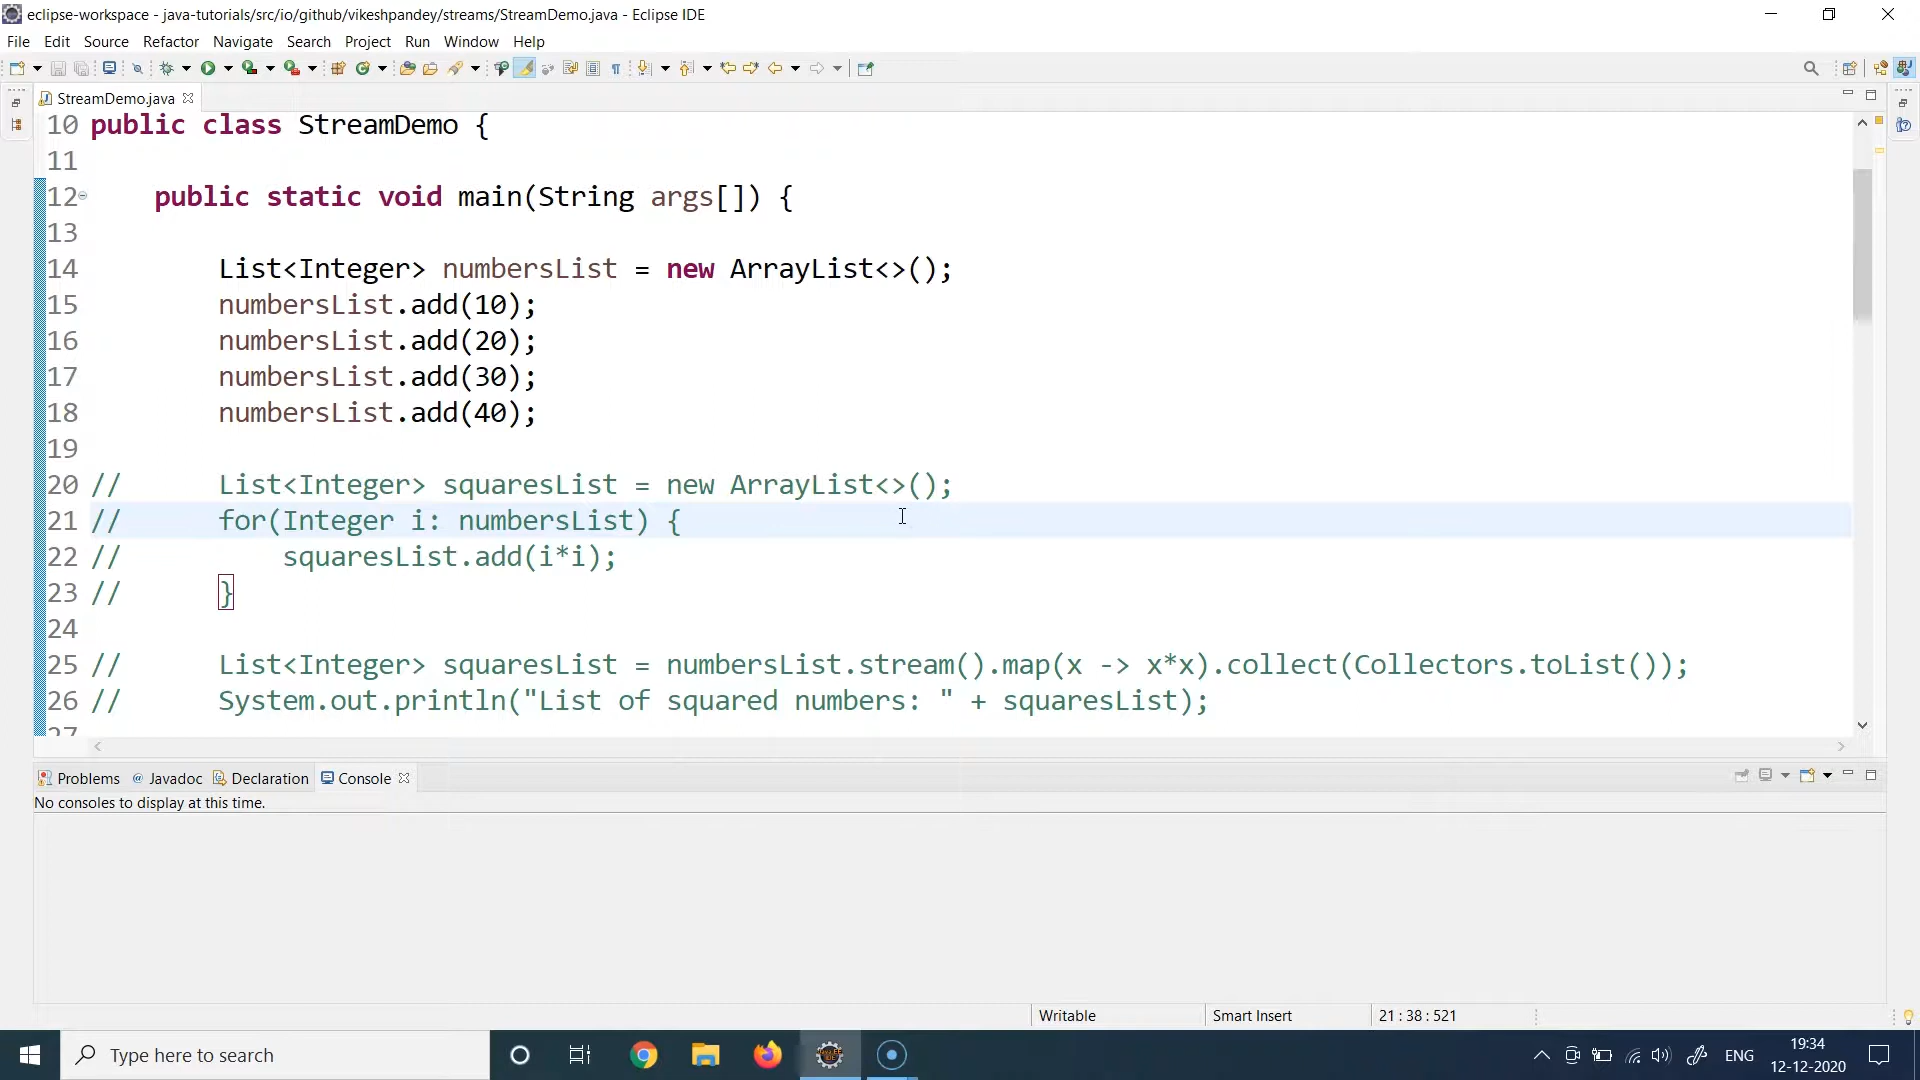 eclipse-workspace - java-tutorials/src/io/github/vikeshpandey/streams/StreamDemo.java - Eclipse IDE
File Edit Source Refactor Navigate Search Project Run Window Help
StreamDemo.java
10 public class StreamDemo {
11
12 public static void main(String args[]) {
13
14 List<Integer> numbersList = new ArrayList<>();
15 numbersList.add(10);
16 numbersList.add(20);
17 numbersList.add(30);
18 numbersList.add(40);
19
20 // List<Integer> squaresList = new ArrayList<>();
21 // for(Integer i: numbersList) {
22 // squaresList.add(i*i);
23 // }
24
25 // List<Integer> squaresList = numbersList.stream().map(x -> x*x).collect(Collectors.toList());
26 // System.out.println("List of squared numbers: " + squaresList);
27
Problems @ Javadoc Declaration Console
No consoles to display at this time.
Writable Smart Insert 21 : 38 : 521
Type here to search
ENG
19:34
12-12-2020